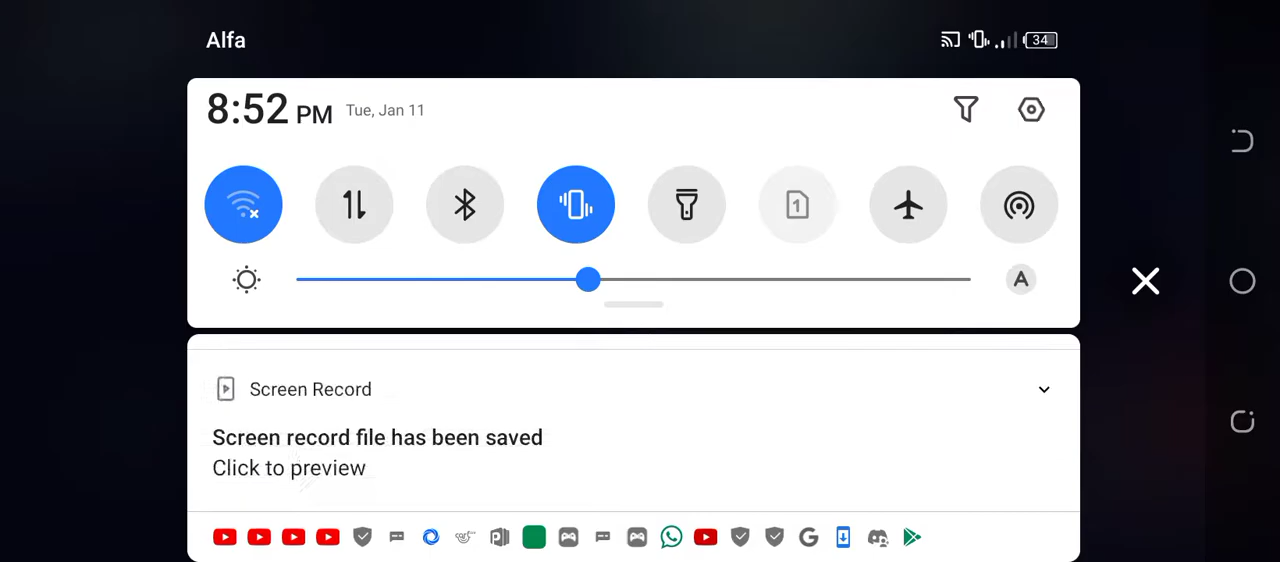 Alfa
34
8:52 PM Tue, Jan 11
1
A
Screen Record
Screen record file has been saved
Click to preview